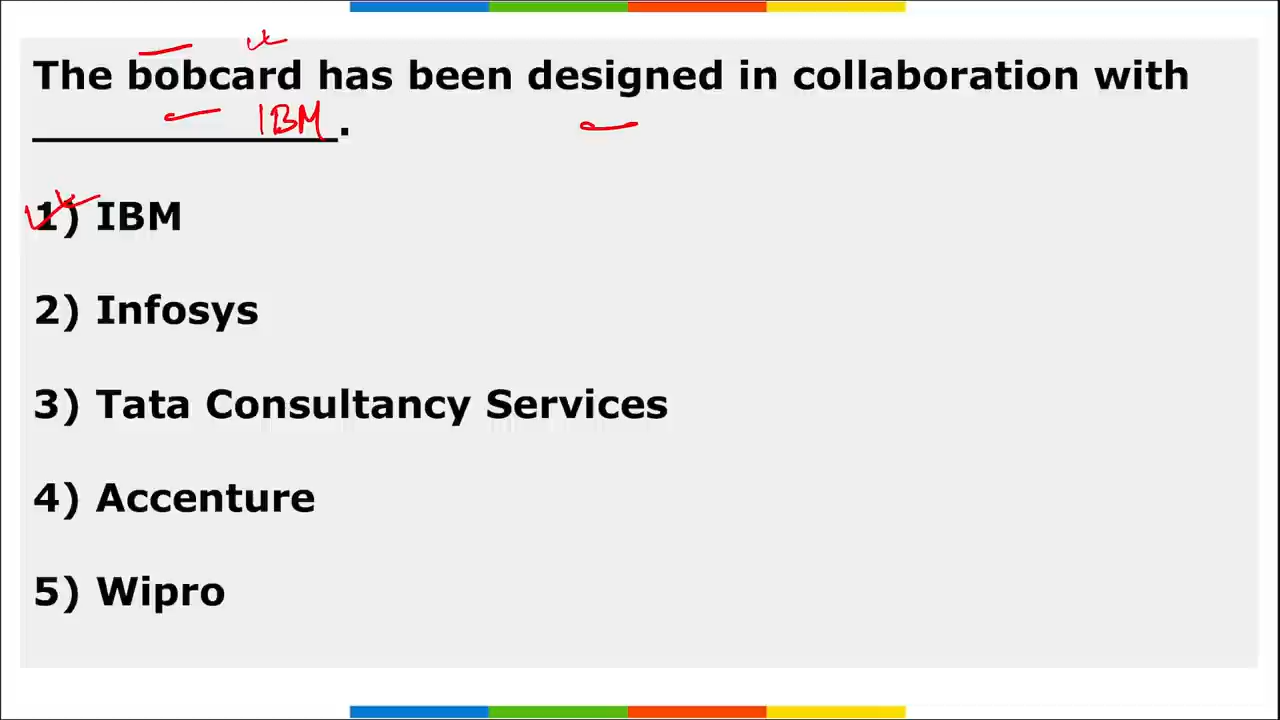 The bobcard has been designed in collaboration with
______________ IBM.
1) IBM
2) Infosys
3) Tata Consultancy Services
4) Accenture
5) Wipro